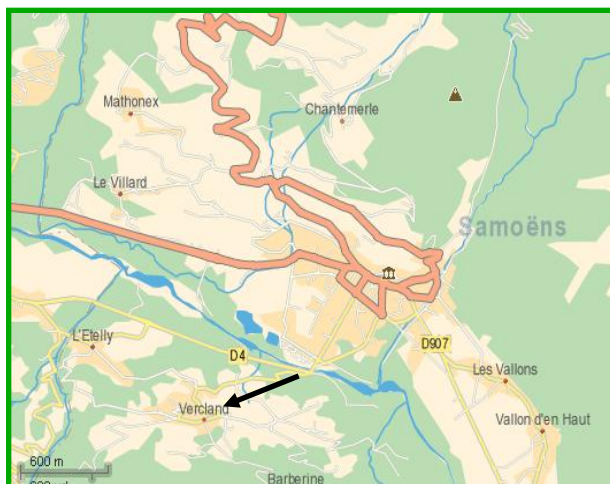 Mathonex
Chantemerle
Le Villard
Samoëns
L'Etelly
D4
D907
Les Vallons
Vercland
Vallon d'en Haut
600 m
Barberine